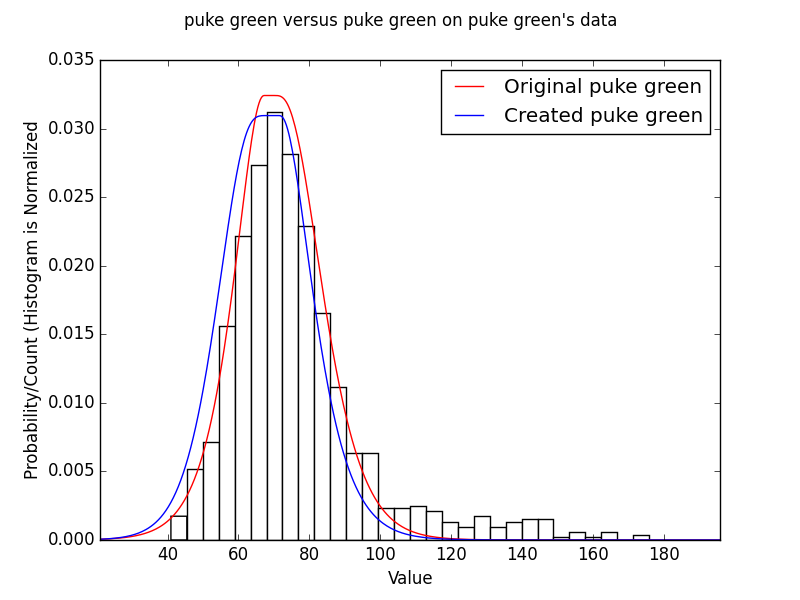 puke green versus puke green on puke green's data
Original puke green
Created puke green
Probability/Count (Histogram is Normalized
0.035
0.030
0.025
0.020
0.015
0.010
0.005
0.000
40 60 80 100 120 140 160 180
Value